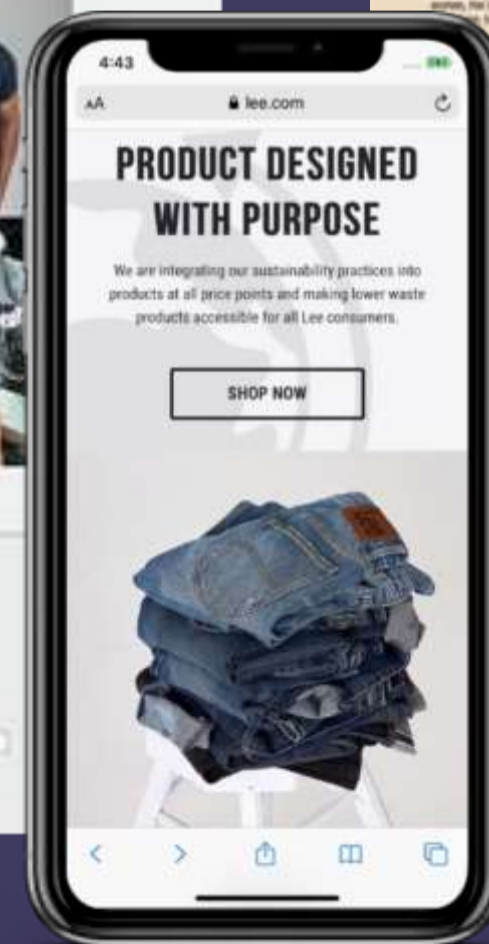 4:43
AA lee.com
PRODUCT DESIGNED
WITH PURPOSE
We are integrating our sustainability practices into
products at all price points and making lower waste
products accessible for all Lee consumers.
SHOP NOW